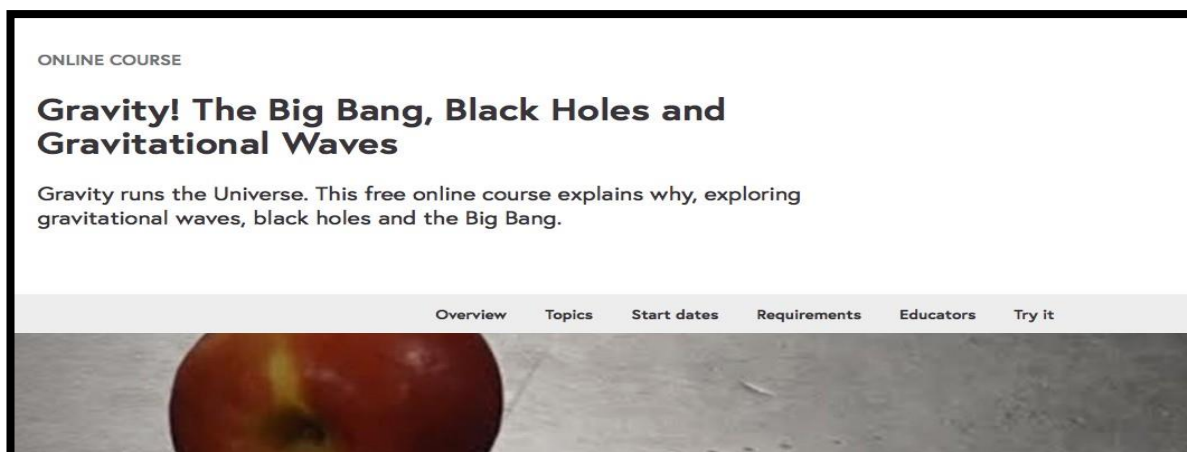 ONLINE COURSE
Gravity! The Big Bang, Black Holes and
Gravitational Waves
Gravity runs the Universe. This free online course explains why, exploring
gravitational waves, black holes and the Big Bang.
Overview Topics Start dates Requirements Educators Try it